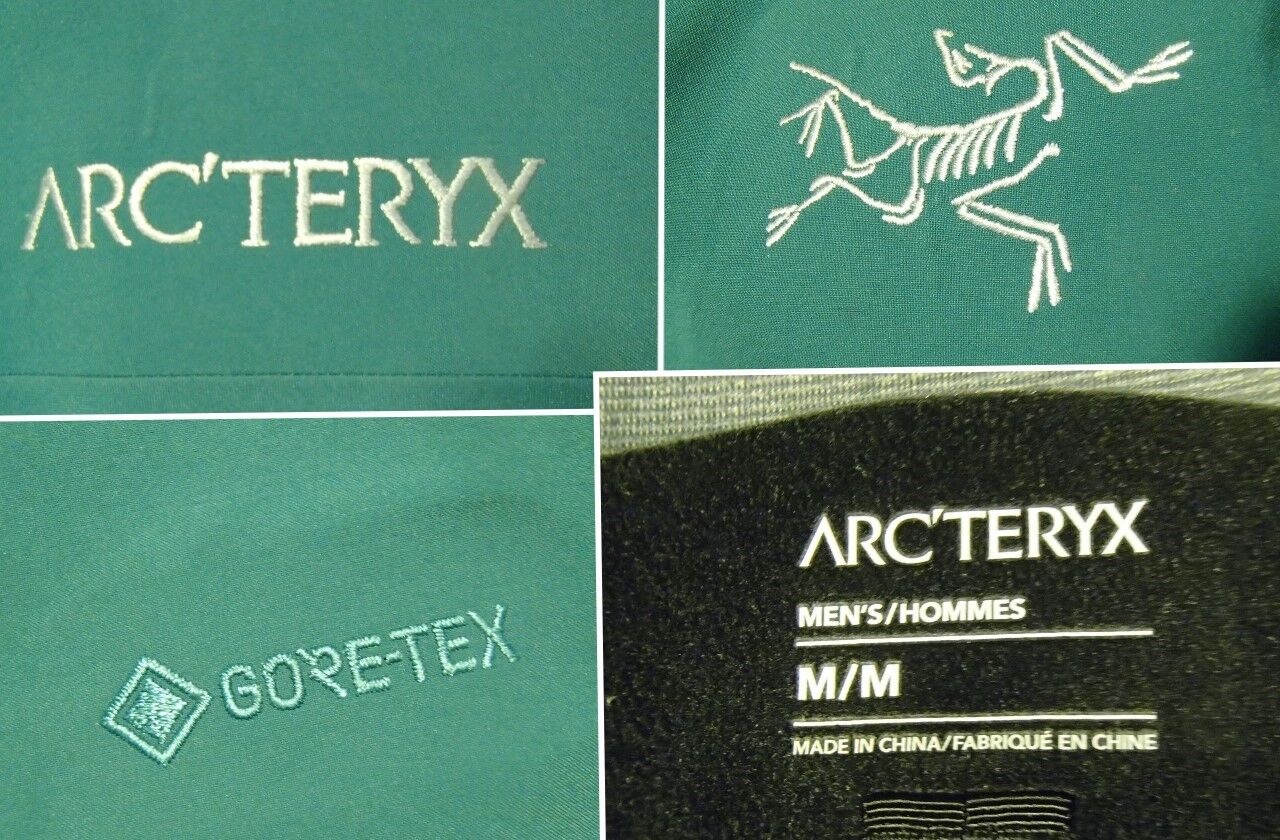 ARC'TERYX
GORE-TEX
ARC'TERYX
MEN'S/HOMMES
M/M
MADE IN CHINA/FABRIQUÉ EN CHINE